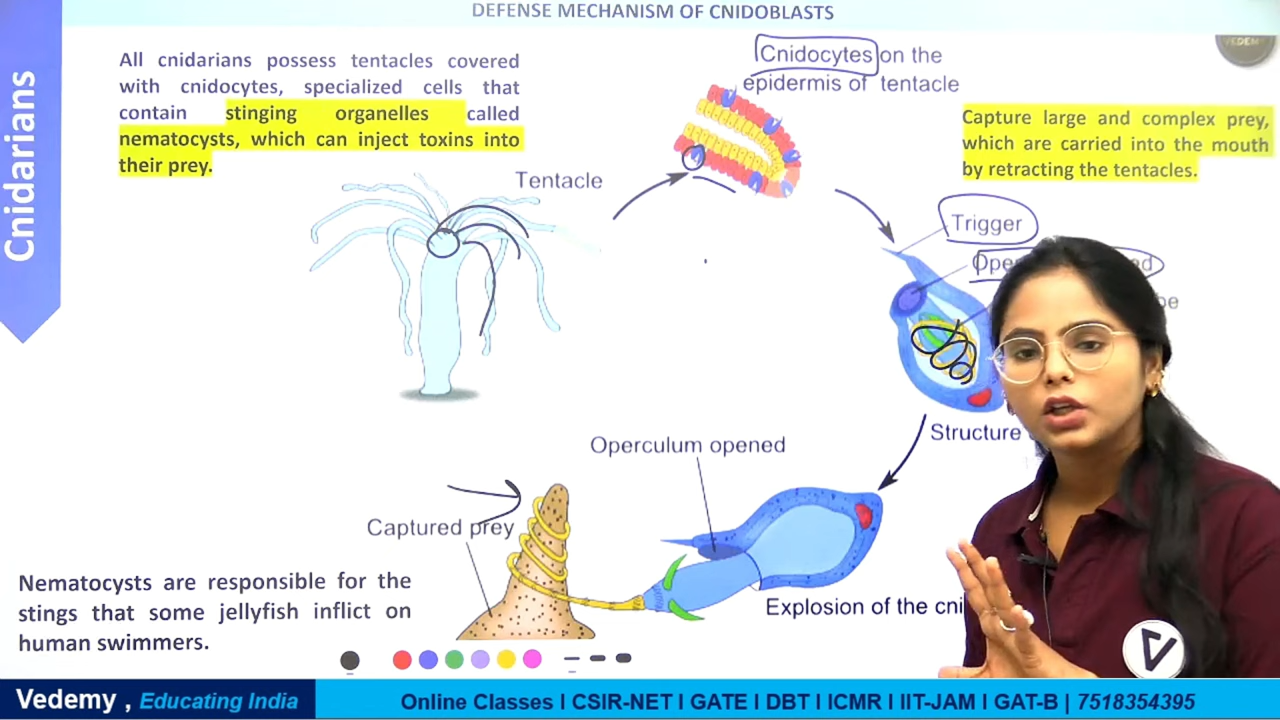 DEFENSE MECHANISM OF CNIDOBLASTS
Cnidarians
All cnidarians possess tentacles covered
with cnidocytes, specialized cells that
contain stinging organelles called
nematocysts, which can inject toxins into
their prey.
Cnidocytes on the
epidermis of tentacle
VEDEMY
Capture large and complex prey,
which are carried into the mouth
by retracting the tentacles.
Tentacle
Trigger
Structure
Operculum opened
Captured prey
Explosion of the cni
Nematocysts are responsible for the
stings that some jellyfish inflict on
human swimmers.
Vedemy , Educating India
Online Classes I CSIR-NET I GATE I DBT I ICMR I IIT-JAM I GAT-B | 7518354395